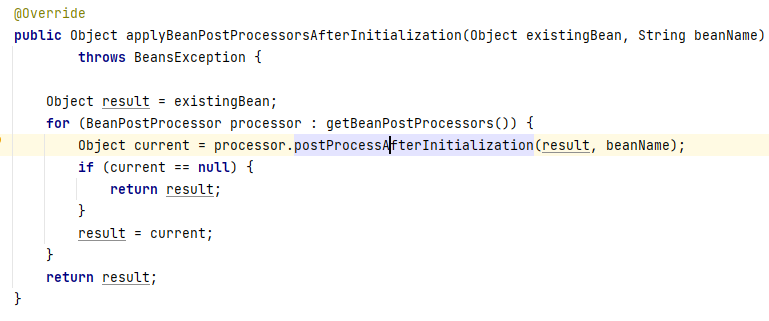 @Override
public Object applyBeanPostProcessorsAfterInitialization(Object existingBean, String beanName)
        throws BeansException {

    Object result = existingBean;
    for (BeanPostProcessor processor : getBeanPostProcessors()) {
        Object current = processor.postProcessAfterInitialization(result, beanName);
        if (current == null) {
            return result;
        }
        result = current;
    }
    return result;
}